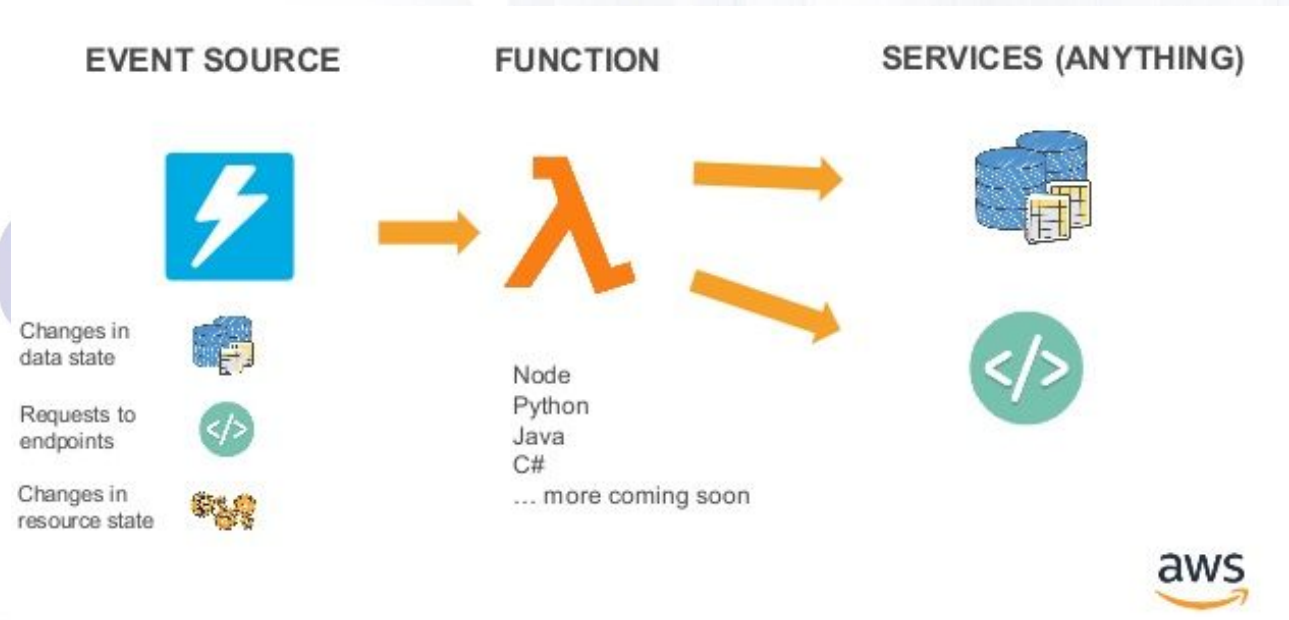 EVENT SOURCE
FUNCTION
SERVICES (ANYTHING)
Changes in
data state
Requests to
endpoints
</>
Changes in
resource state
Node
Python
Java
C#
... more coming soon
</>
aws